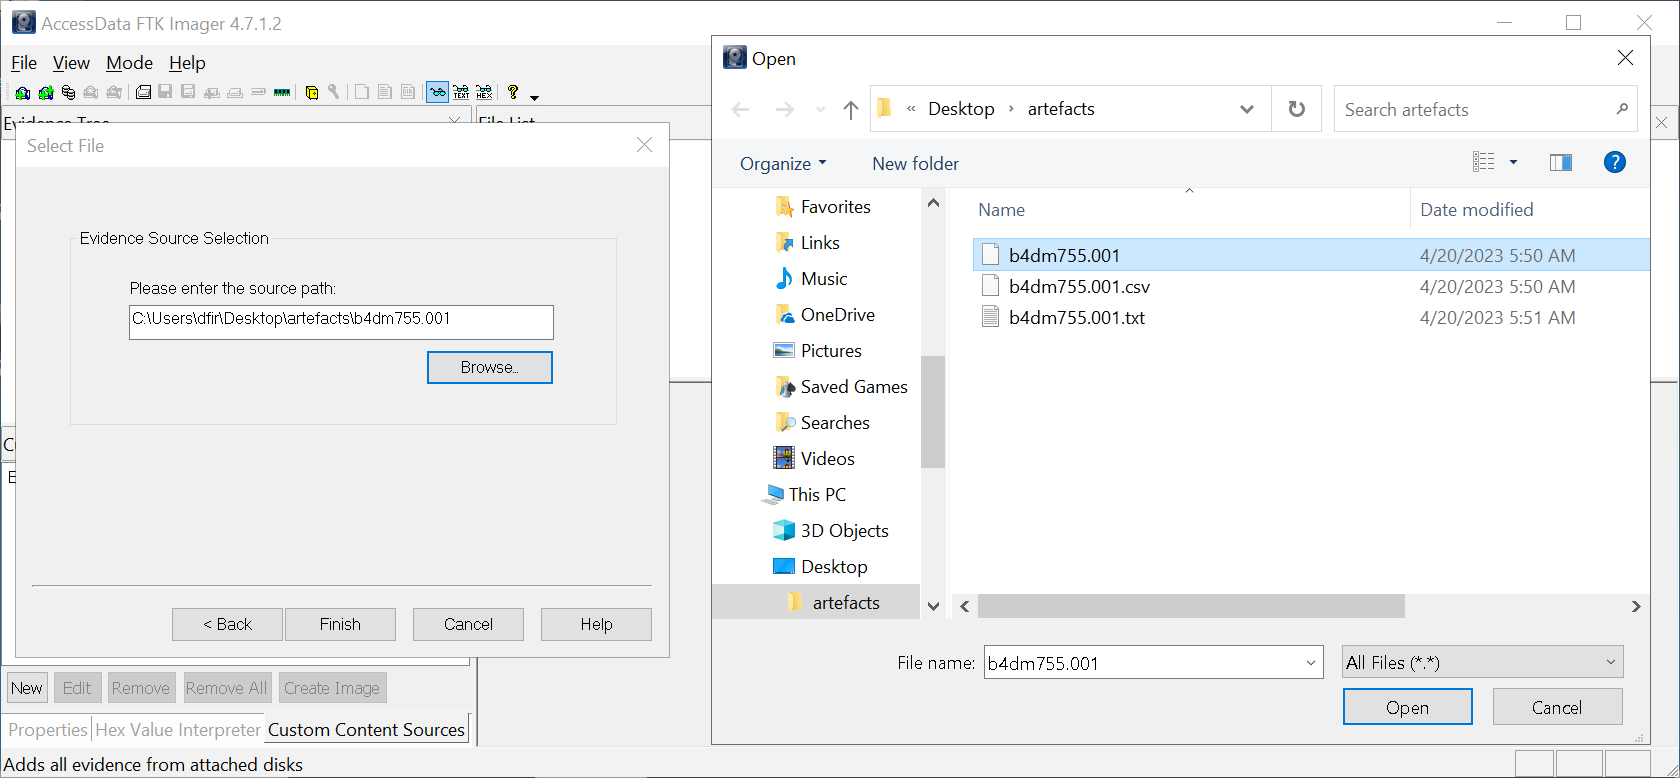 AccessData FTK Imager 4.7.1.2
File View Mode Help
TEXT HEX
Evidence Tree
File List
Select File
Evidence Source Selection
Please enter the source path:
C:\Users\dfir\Desktop\artefacts\b4dm755.001
Browse...
< Back Finish Cancel Help
New Edit Remove Remove All Create Image
Properties Hex Value Interpreter Custom Content Sources
Adds all evidence from attached disks
Open
« Desktop › artefacts
Search artefacts
Organize New folder
Favorites
Links
Music
OneDrive
Pictures
Saved Games
Searches
Videos
This PC
3D Objects
Desktop
artefacts
Name Date modified
b4dm755.001 4/20/2023 5:50 AM
b4dm755.001.csv 4/20/2023 5:50 AM
b4dm755.001.txt 4/20/2023 5:51 AM
File name: b4dm755.001 All Files (*.*)
Open Cancel